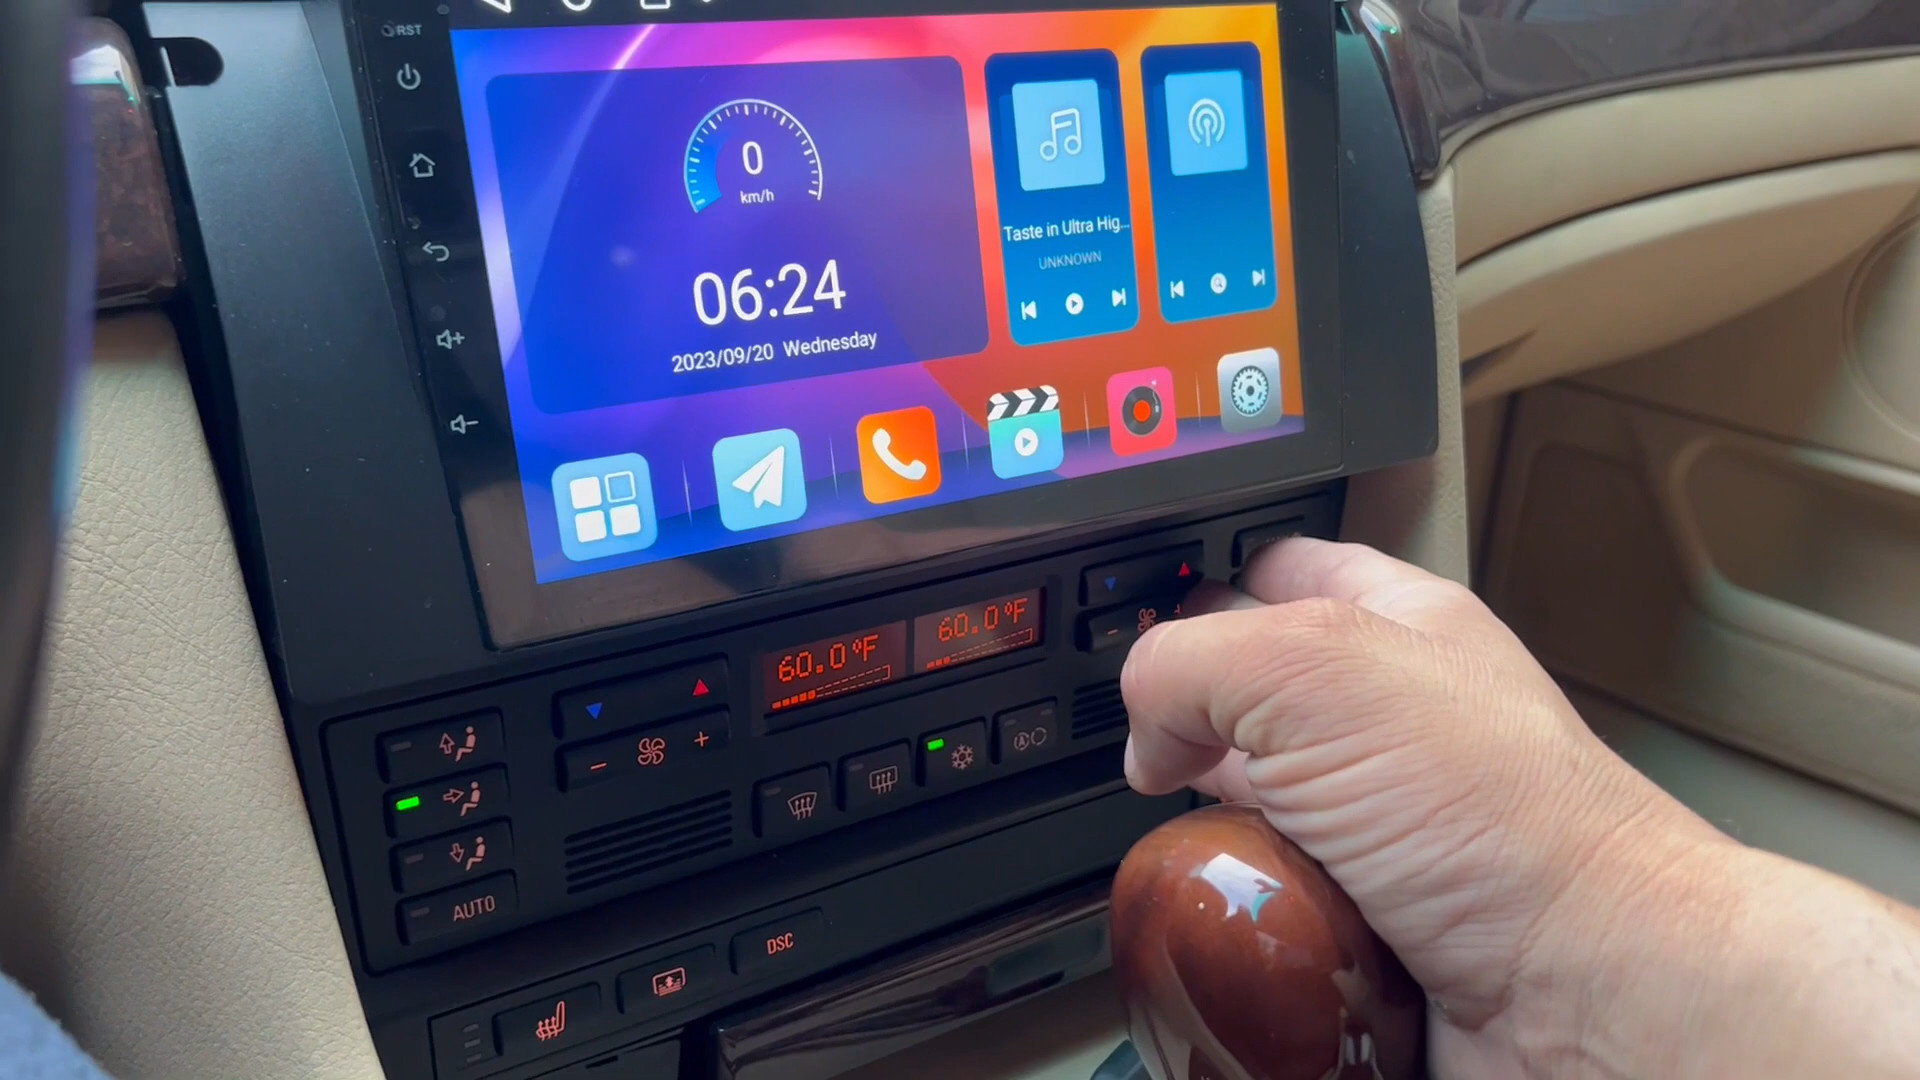 RST
0
km/h
06:24
2023/09/20 Wednesday
Taste in Ultra Hig...
UNKNOWN
60.0°F
60.0°F
A
AUTO
DSC